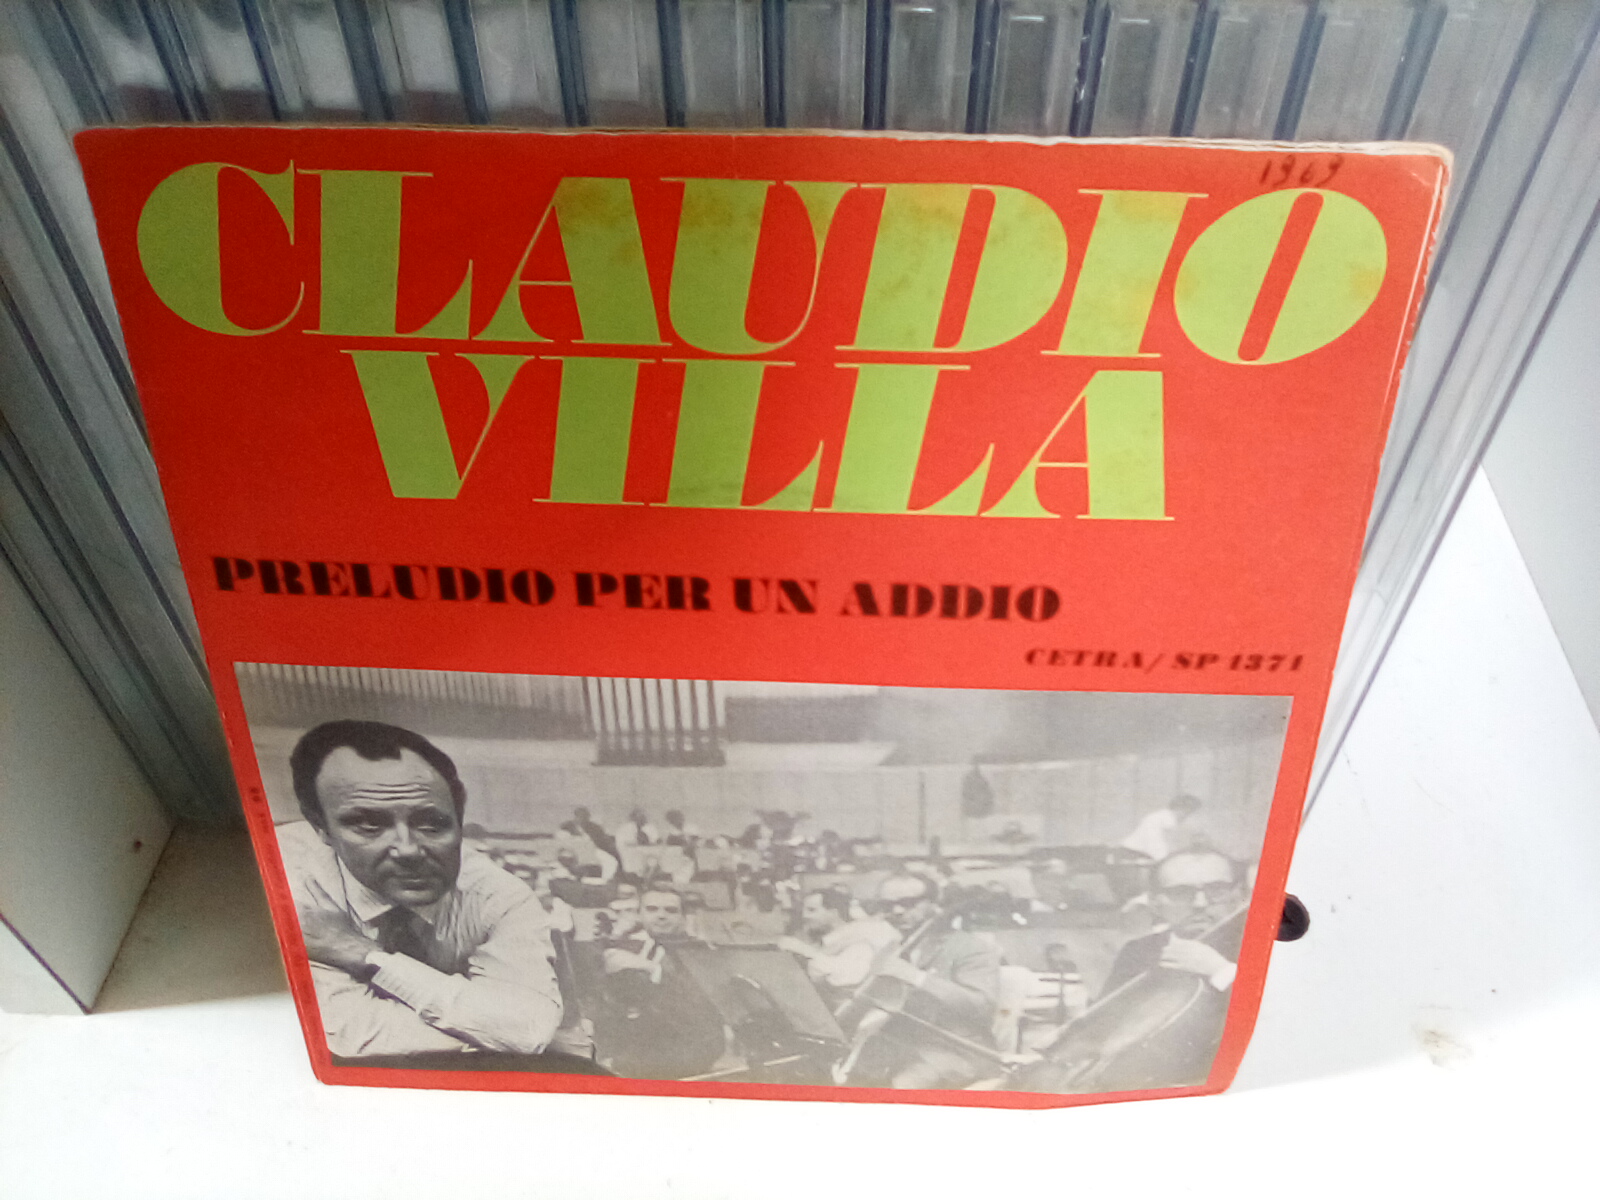 1969
CLAUDIO
VILLA
PRELUDIO PER UN ADDIO
CETRA/ SP 1371